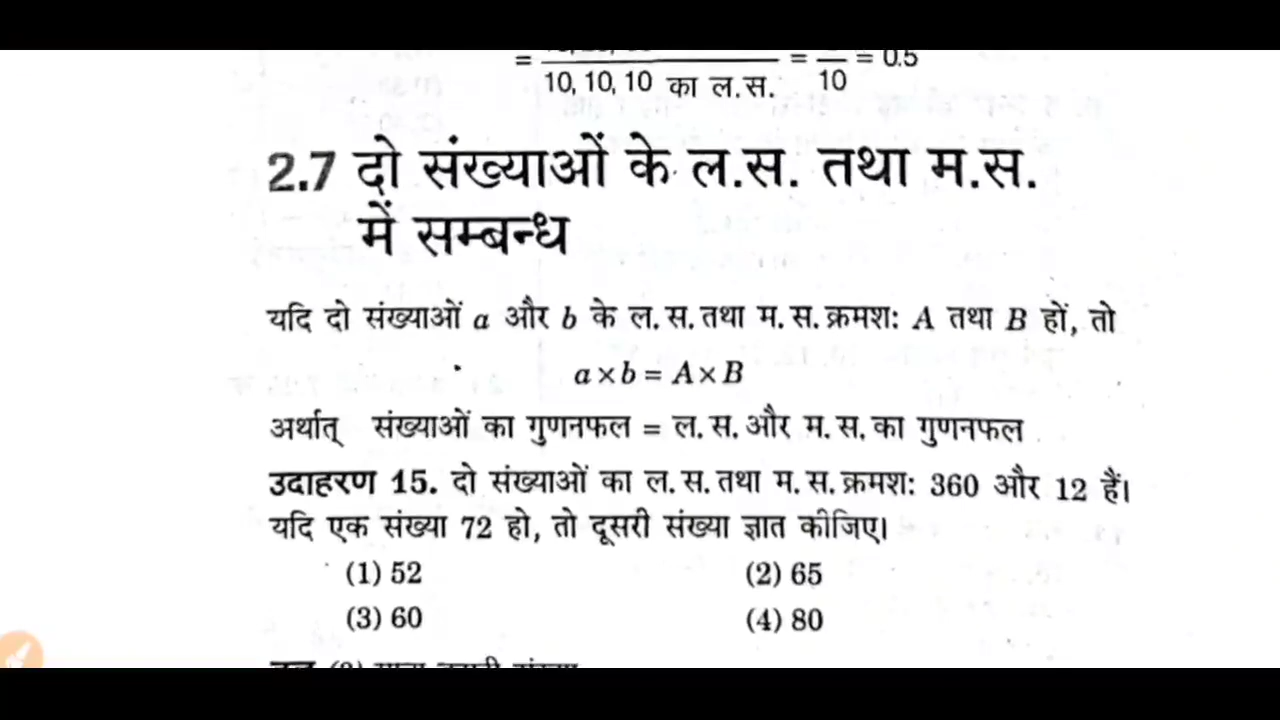 = 10, 10, 10 का ल.स. = 10 = 0.5
2.7 दो संख्याओं के ल.स. तथा म.स.
में सम्बन्ध
यदि दो संख्याओं a और b के ल. स. तथा म. स. क्रमश: A तथा B हों, तो
a × b = A × B
अर्थात् संख्याओं का गुणनफल = ल. स. और म. स. का गुणनफल
उदाहरण 15. दो संख्याओं का ल. स. तथा म. स. क्रमश: 360 और 12 हैं।
यदि एक संख्या 72 हो, तो दूसरी संख्या ज्ञात कीजिए।
(1) 52 (2) 65
(3) 60 (4) 80